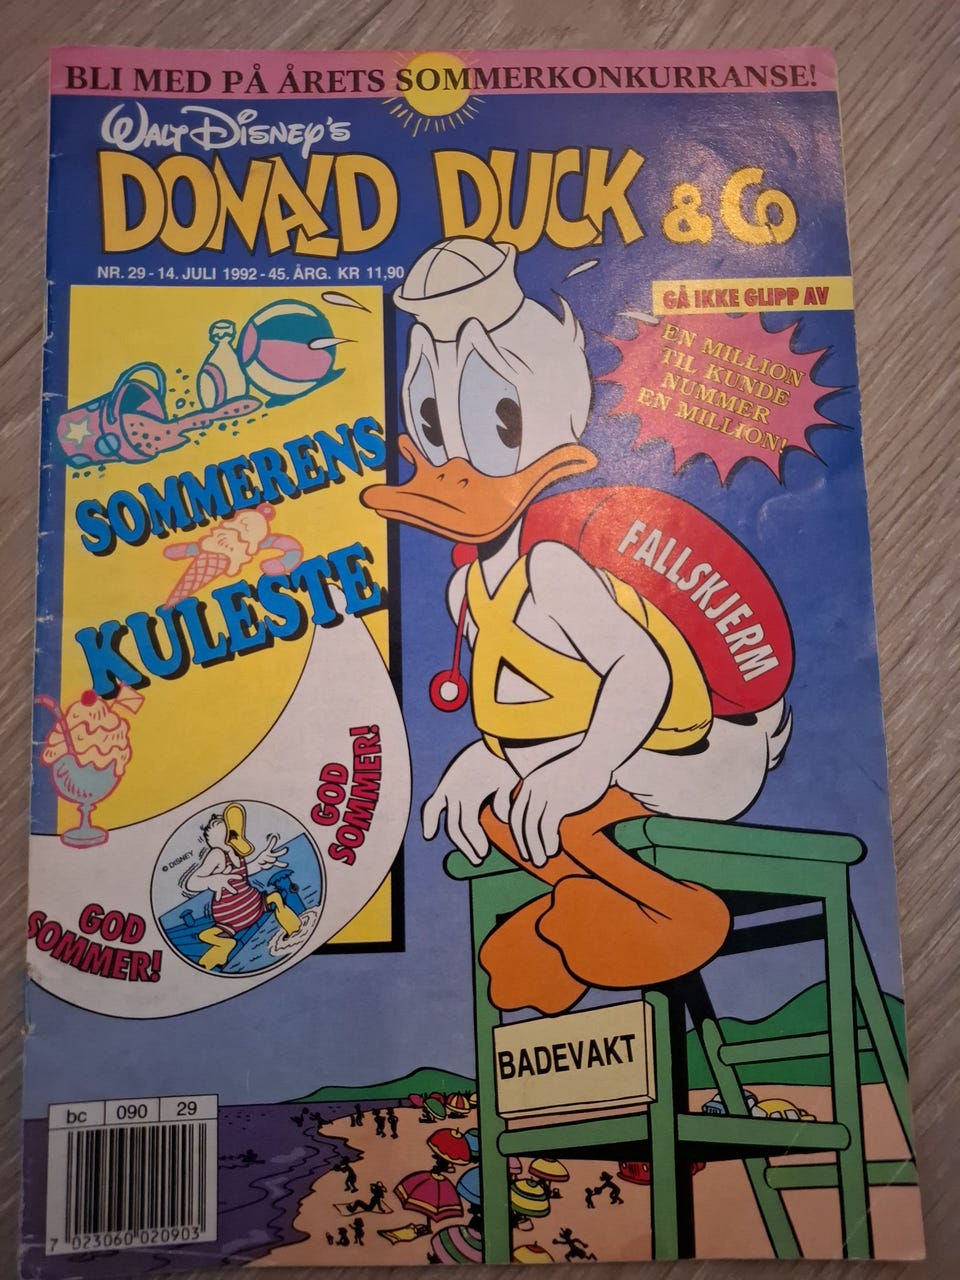 BLI MED PÅ ÅRETS SOMMERKONKURRANSE!
WALT DISNEY'S
DONALD DUCK & Co
NR. 29 - 14. JULI 1992 - 45. ÅRG. KR 11,90
GÅ IKKE GLIPP AV
EN MILLION
TIL KUNDE
NUMMER
EN MILLION!
SOMMERENS
KULESTE
FALLSKJERM
GOD
SOMMER!
© DISNEY
GOD
SOMMER!
BADEVAKT
bc 090 29
7 023060 020903